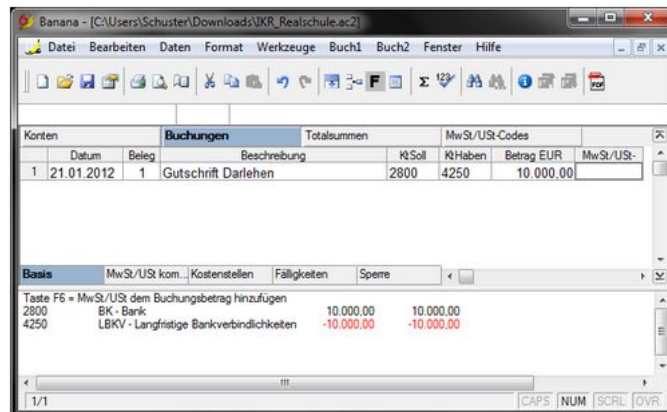 Banana - [C:\Users\Schuster\Downloads\IKR_Realschule.ac2]
Datei Bearbeiten Daten Format Werkzeuge Buch1 Buch2 Fenster Hilfe
F Σ 123 PDF
Konten Buchungen Totalsummen MwSt/USt-Codes
Datum Beleg Beschreibung KtSoll KtHaben Betrag EUR MwSt/USt-
1 21.01.2012 1 Gutschrift Darlehen 2800 4250 10.000,00
Basis MwSt/USt kom... Kostenstellen Fälligkeiten Sperre
Taste F6 = MwSt/USt dem Buchungsbetrag hinzufügen
2800 BK - Bank 10.000,00 10.000,00
4250 LBKV - Langfristige Bankverbindlichkeiten -10.000,00 -10.000,00
1/1 CAPS NUM SCRL OVR